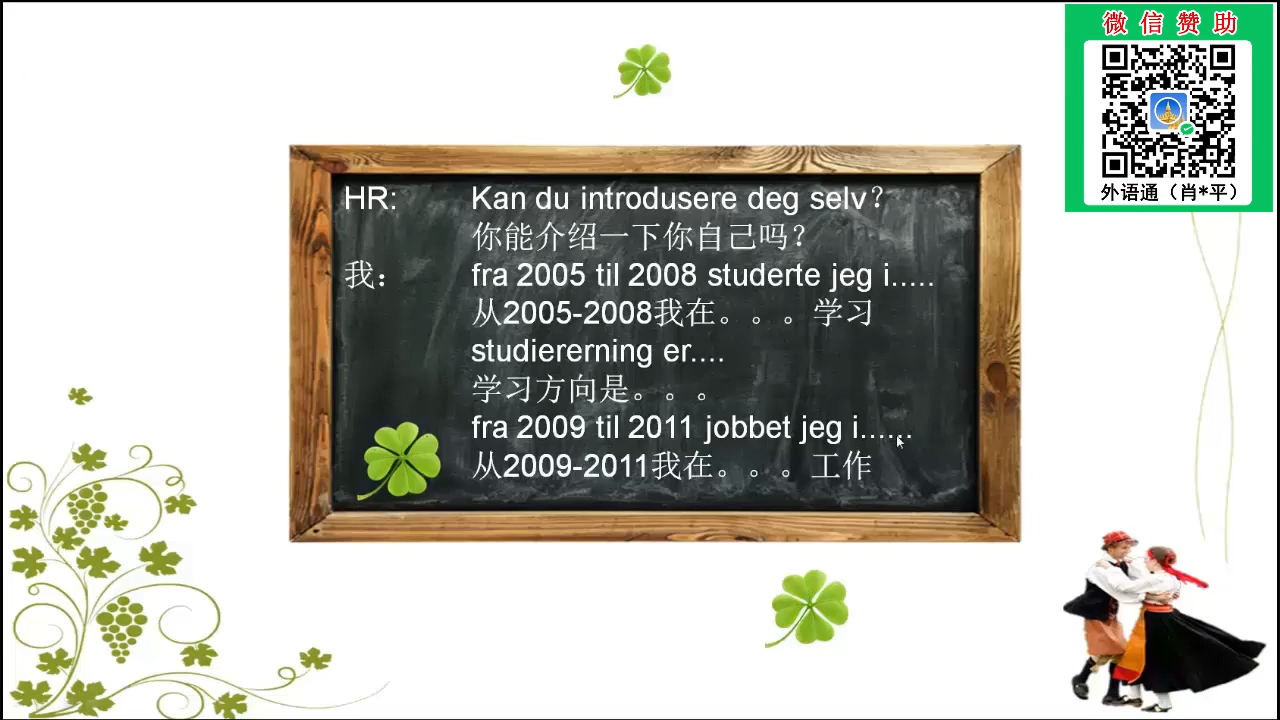 微信赞助
外语通（肖*平）
HR: Kan du introdusere deg selv？
你能介绍一下你自己吗？
我： fra 2005 til 2008 studerte jeg i.....
从2005-2008我在。。。学习
studiererning er....
学习方向是。。。
fra 2009 til 2011 jobbet jeg i......
从2009-2011我在。。。工作